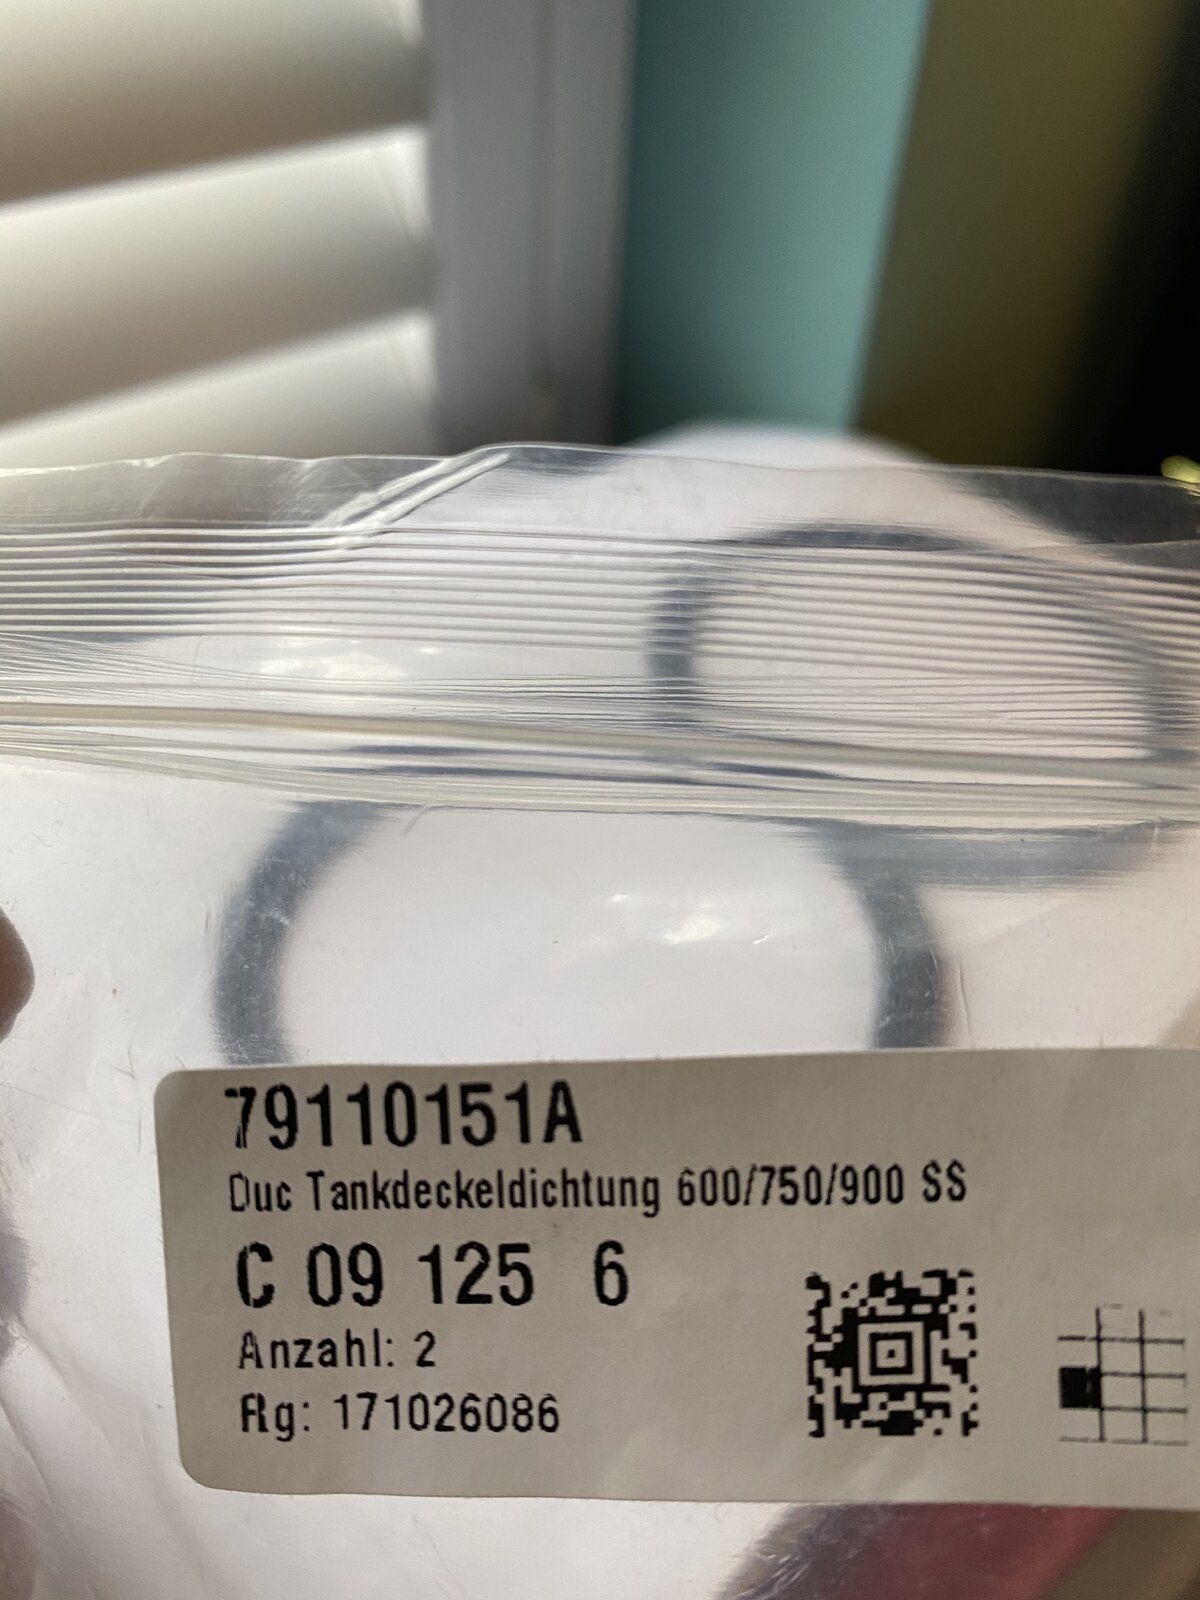 79110151A
Duc Tankdeckeldichtung 600/750/900 SS
C 09 125 6
Anzahl: 2
Rg: 171026086